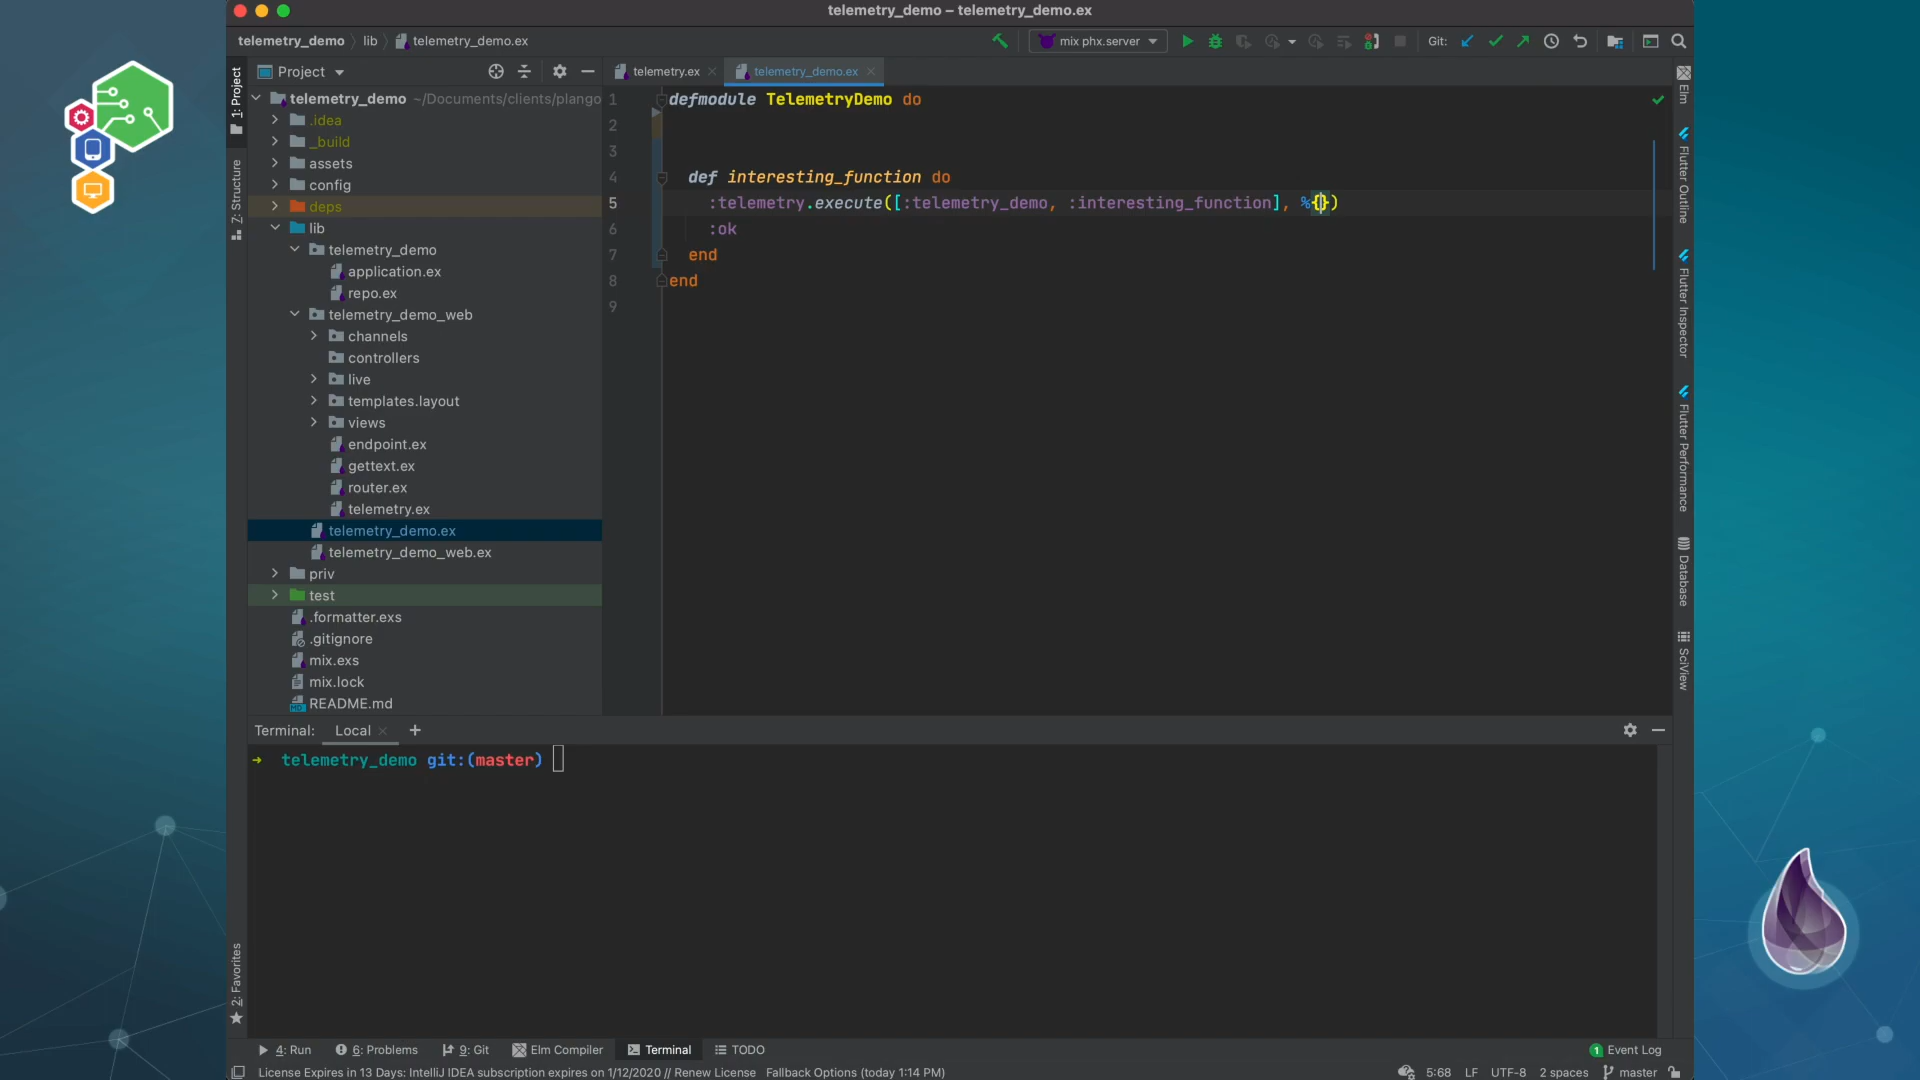 telemetry_demo – telemetry_demo.ex
telemetry_demo lib telemetry_demo.ex
mix phx.server
Git:
1: Project
Project
telemetry.ex
telemetry_demo.ex
Z: Structure
2: Favorites
telemetry_demo ~/Documents/clients/plango
.idea
_build
assets
config
deps
lib
telemetry_demo
application.ex
repo.ex
telemetry_demo_web
channels
controllers
live
templates.layout
views
endpoint.ex
gettext.ex
router.ex
telemetry.ex
telemetry_demo.ex
telemetry_demo_web.ex
priv
test
.formatter.exs
.gitignore
mix.exs
mix.lock
README.md
1 defmodule TelemetryDemo do
2
3
4 def interesting_function do
5 :telemetry.execute([:telemetry_demo, :interesting_function], %{})
6 :ok
7 end
8 end
9
Elm
Flutter Outline
Flutter Inspector
Flutter Performance
Database
SciView
Terminal: Local +
→ telemetry_demo git:(master)
4: Run 6: Problems 9: Git Elm Compiler Terminal TODO
1 Event Log
License Expires in 13 Days: IntelliJ IDEA subscription expires on 1/12/2020 // Renew License Fallback Options (today 1:14 PM)
5:68 LF UTF-8 2 spaces master